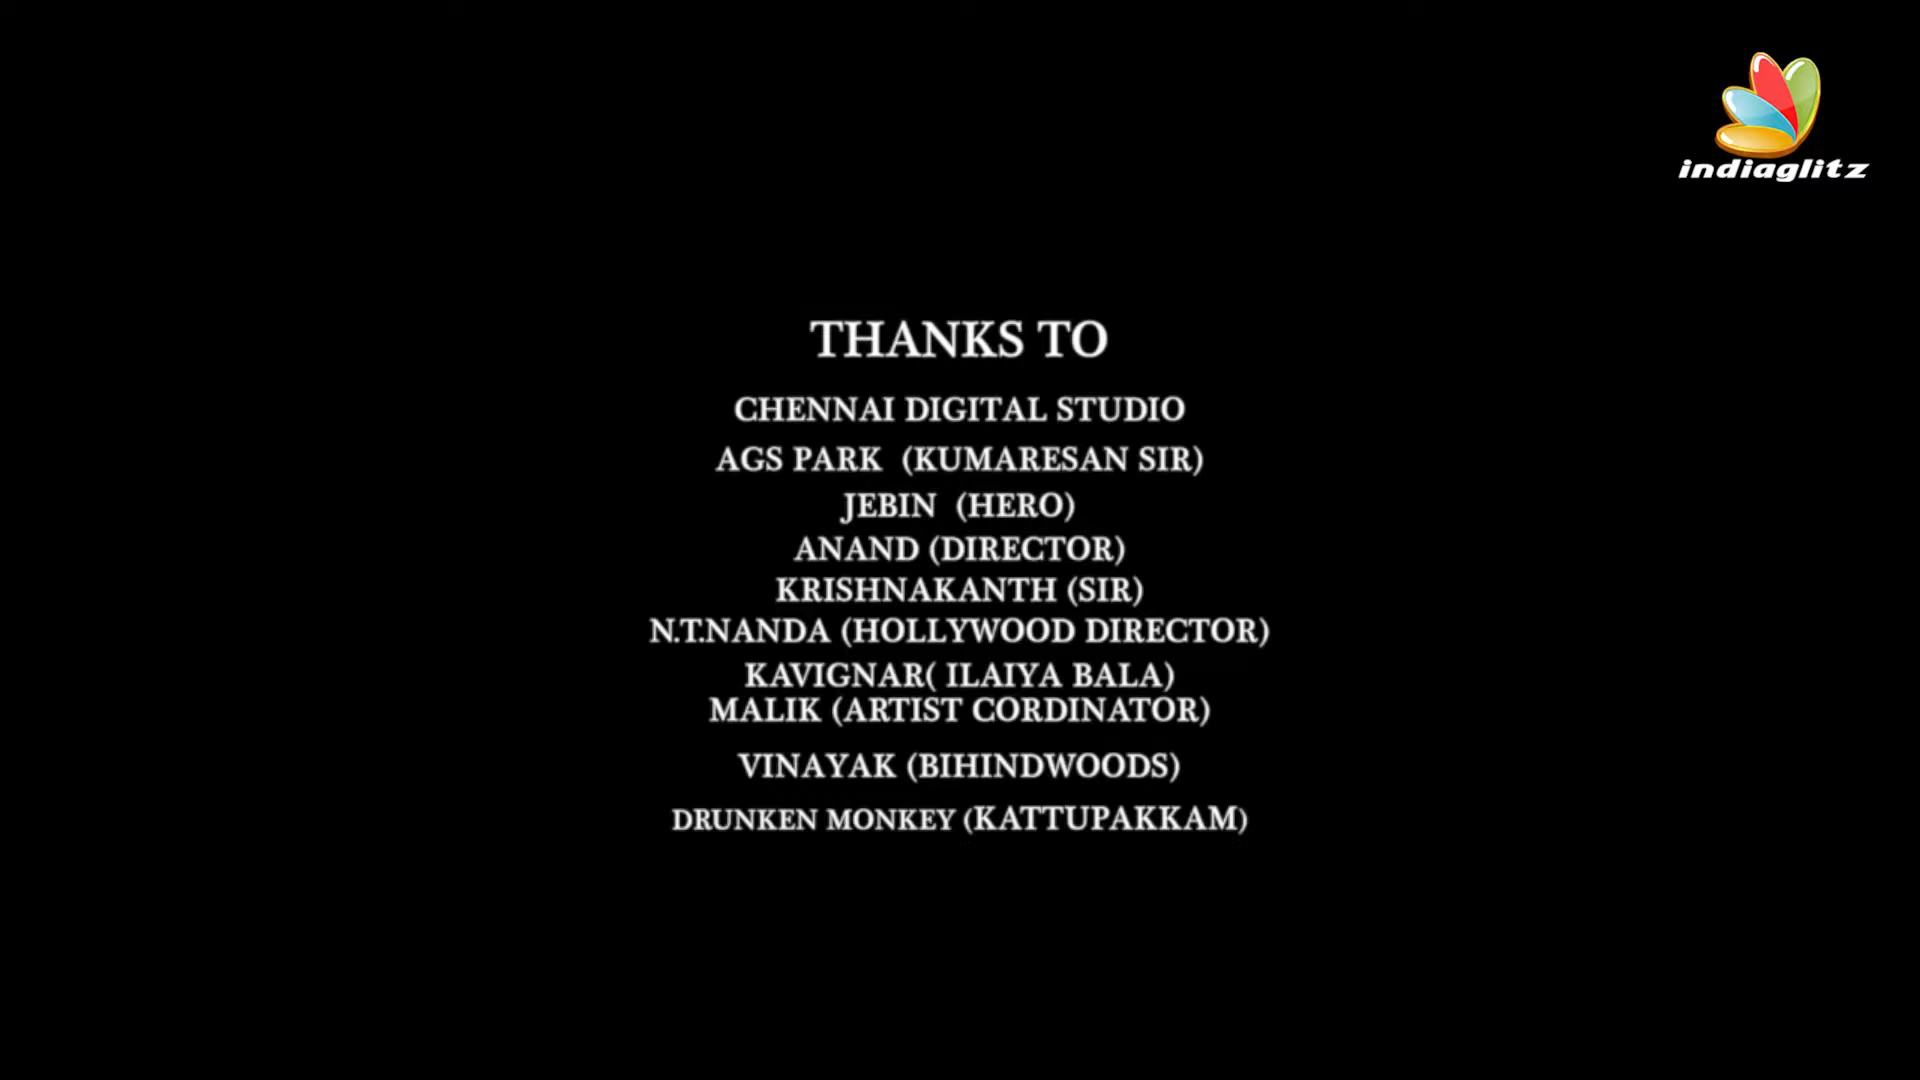 indiaglitz
THANKS TO
CHENNAI DIGITAL STUDIO
AGS PARK (KUMARESAN SIR)
JEBIN (HERO)
ANAND (DIRECTOR)
KRISHNAKANTH (SIR)
N.T.NANDA (HOLLYWOOD DIRECTOR)
KAVIGNAR( ILAIYA BALA)
MALIK (ARTIST CORDINATOR)
VINAYAK (BIHINDWOODS)
DRUNKEN MONKEY (KATTUPAKKAM)